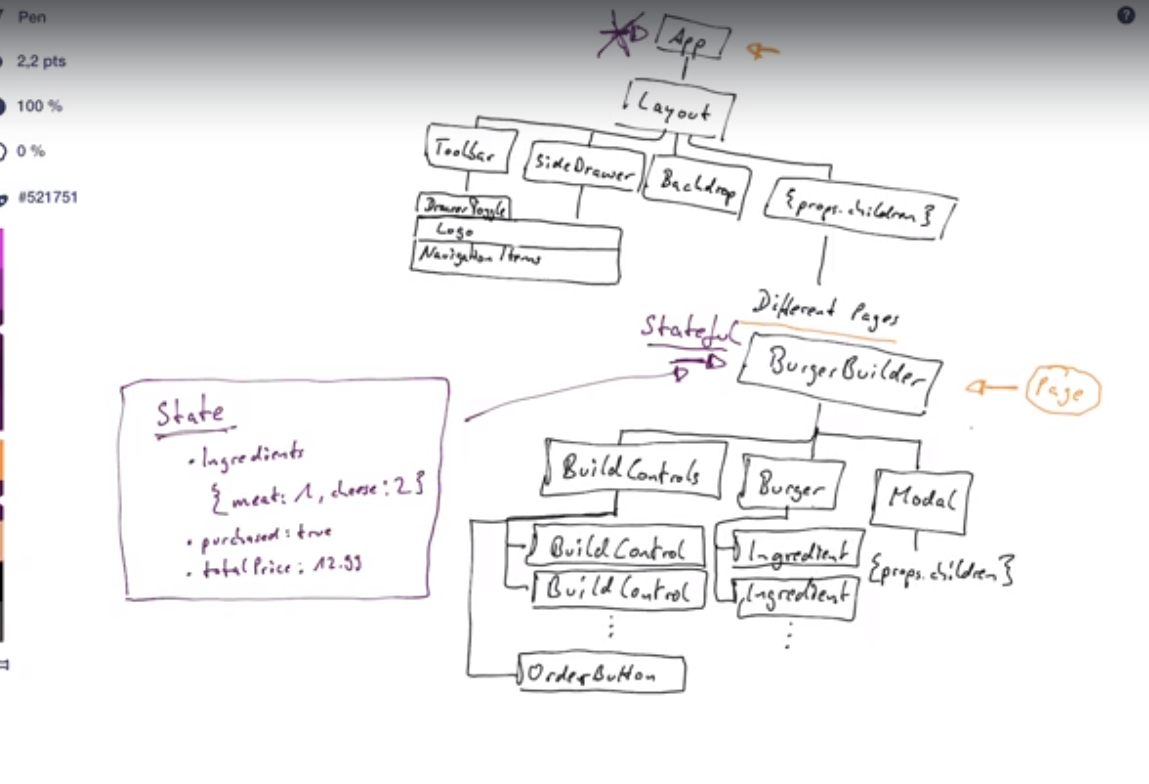 Pen
?
App
2,2 pts
100 %
Layout
0 %
Toolbar
SideDrawer
Backdrop
#521751
{props.children}
DrawerToggle
Logo
Navigation Items
Different Pages
Stateful
BurgerBuilder
Page
State
• Ingredients
{ meat: 1, cheese: 2 }
• purchased: true
• totalPrice: 12.99
BuildControls
Burger
Modal
BuildControl
Ingredient
{props.children}
BuildControl
Ingredient
OrderButton